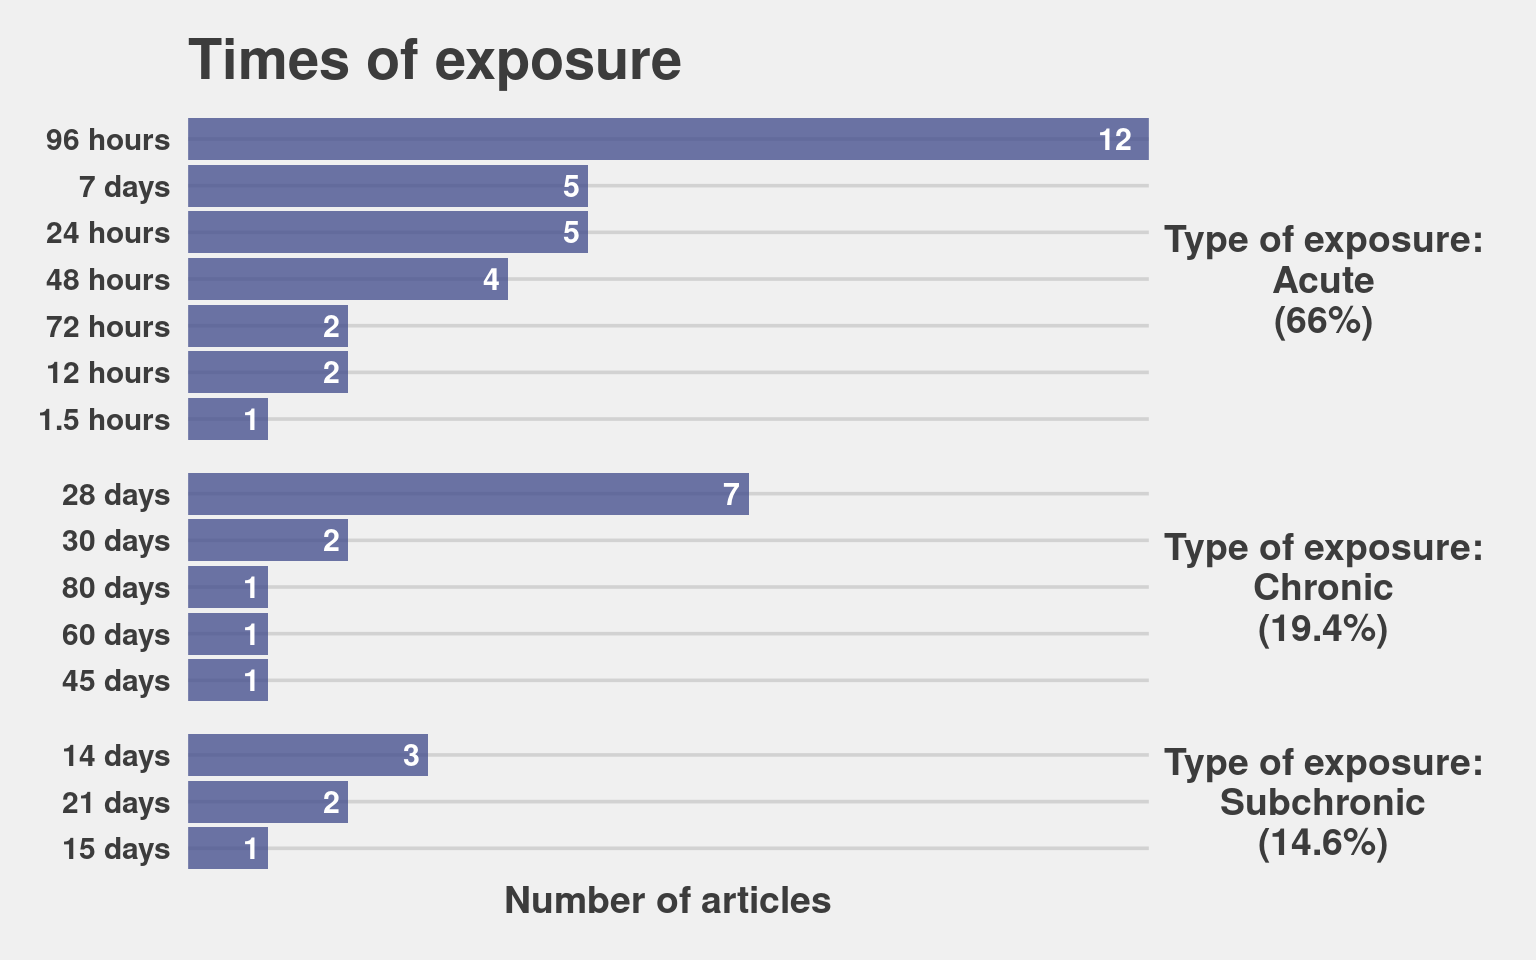 Times of exposure
96 hours 12
7 days 5
24 hours 5
48 hours 4
72 hours 2
12 hours 2
1.5 hours 1
Type of exposure:
Acute
(66%)
28 days 7
30 days 2
80 days 1
60 days 1
45 days 1
Type of exposure:
Chronic
(19.4%)
14 days 3
21 days 2
15 days 1
Type of exposure:
Subchronic
(14.6%)
Number of articles